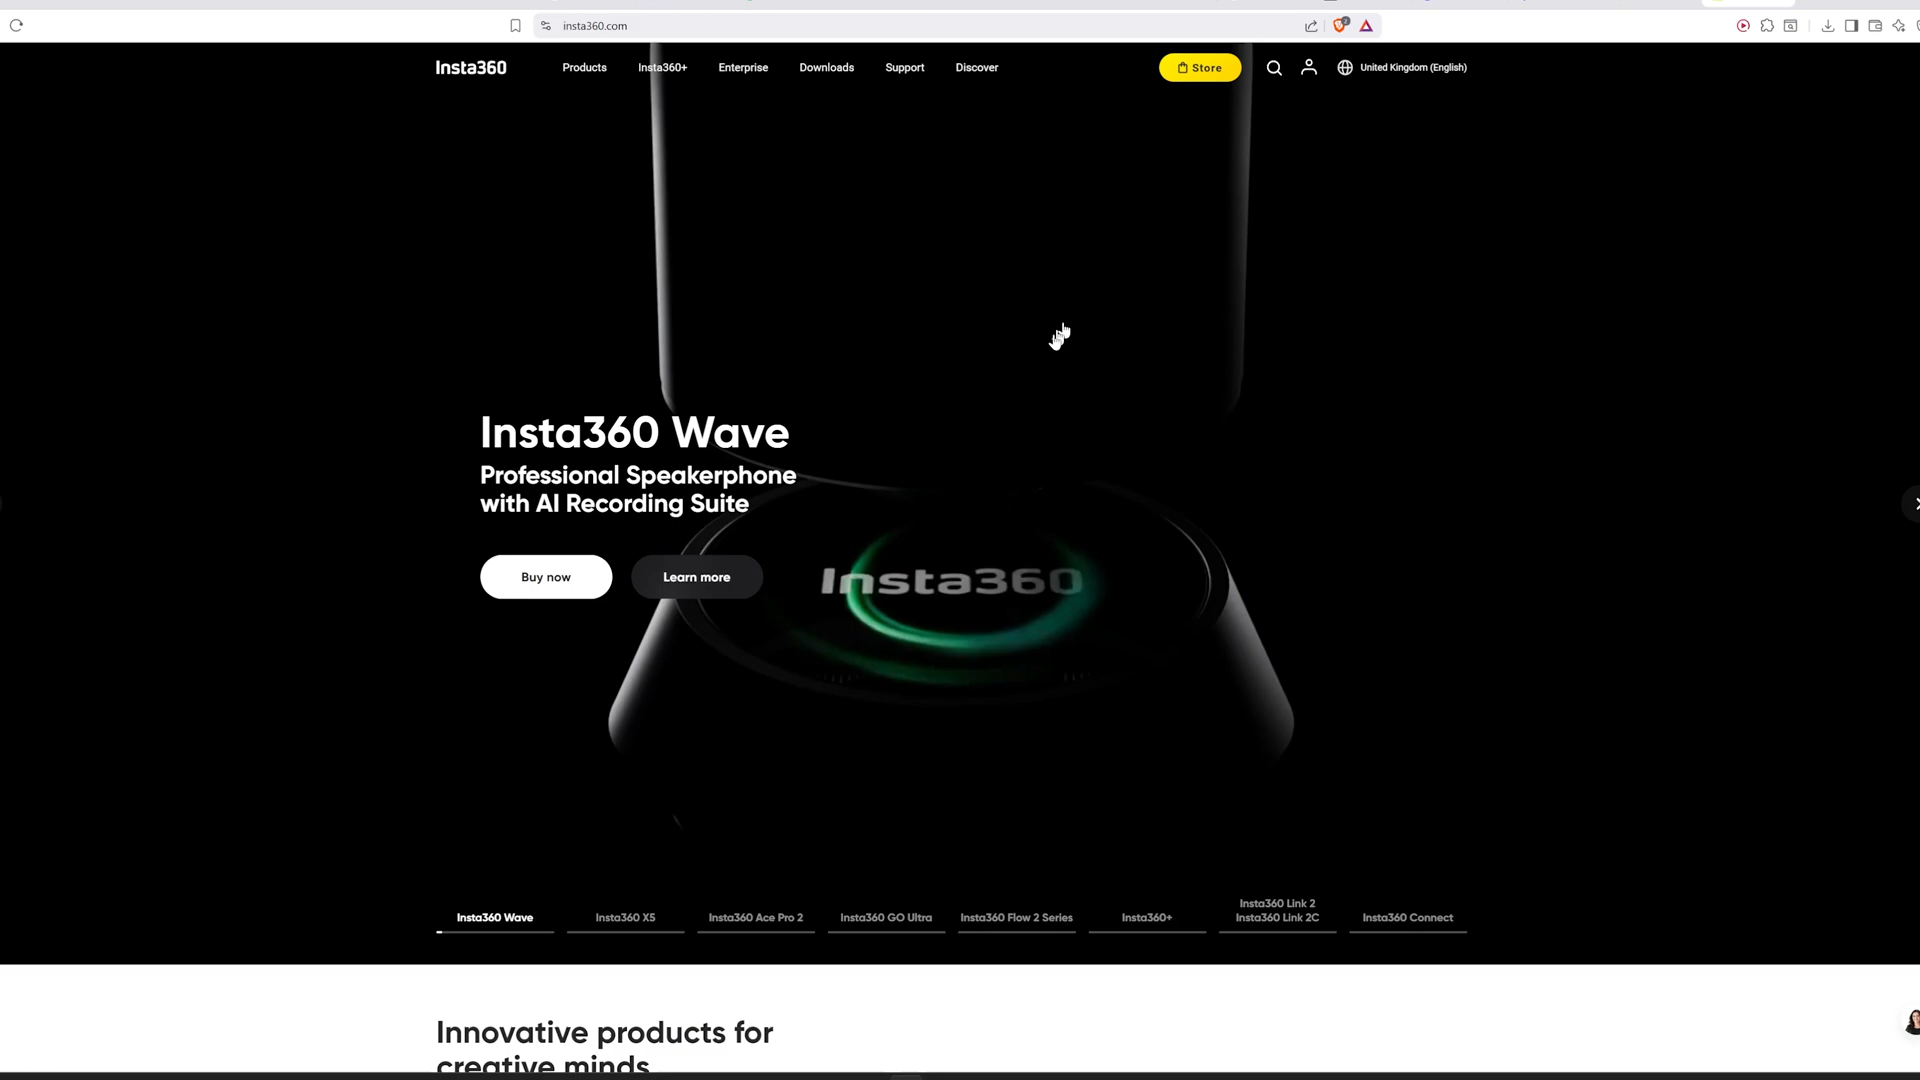 insta360.com
2
Insta360
Products
Insta360+
Enterprise
Downloads
Support
Discover
Store
United Kingdom (English)
Insta360 Wave
Professional Speakerphone
with AI Recording Suite
Buy now
Learn more
Insta360
Insta360 Wave
Insta360 X5
Insta360 Ace Pro 2
Insta360 GO Ultra
Insta360 Flow 2 Series
Insta360+
Insta360 Link 2
Insta360 Link 2C
Insta360 Connect
Innovative products for
creative minds